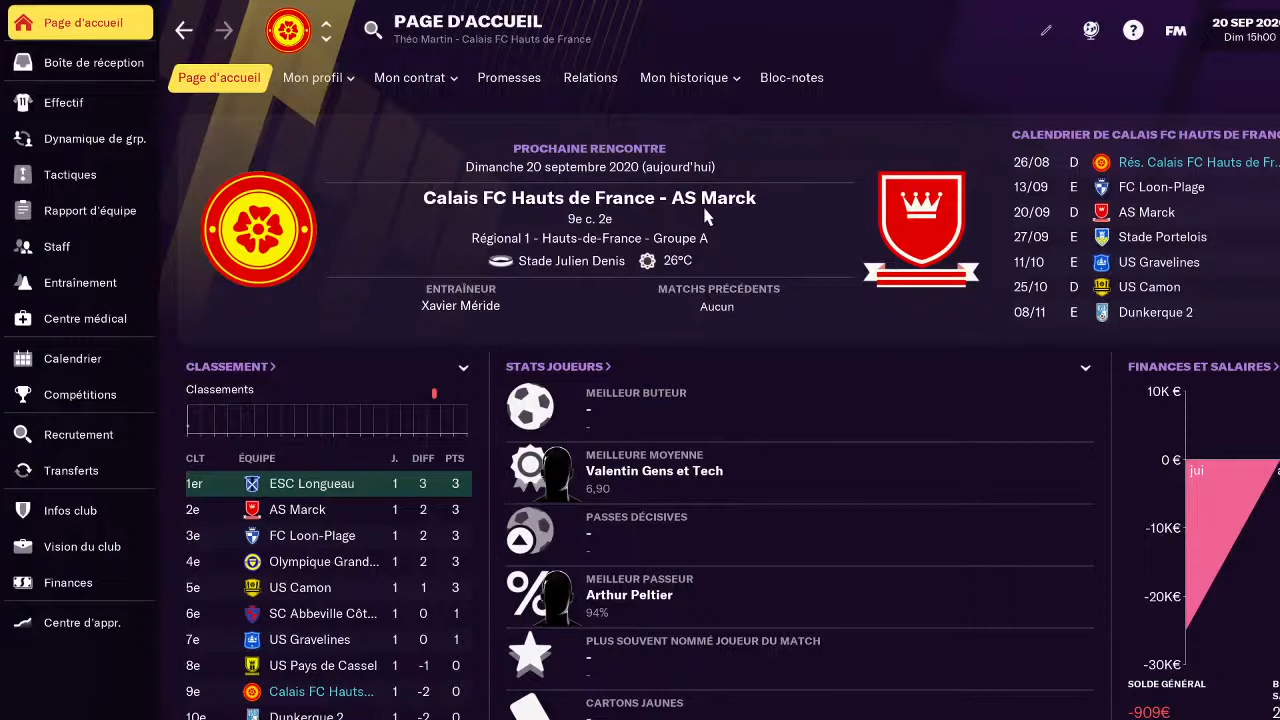 Page d'accueil
Boîte de réception
Effectif
Dynamique de grp.
Tactiques
Rapport d'équipe
Staff
Entraînement
Centre médical
Calendrier
Compétitions
Recrutement
Transferts
Infos club
Vision du club
Finances
Centre d'appr.
PAGE D'ACCUEIL
Théo Martin - Calais FC Hauts de France
FM
20 SEP
Dim 15h00
Page d'accueil Mon profil Mon contrat Promesses Relations Mon historique Bloc-notes
PROCHAINE RENCONTRE
Dimanche 20 septembre 2020 (aujourd'hui)
Calais FC Hauts de France - AS Marck
9e c. 2e
Régional 1 - Hauts-de-France - Groupe A
Stade Julien Denis 26°C
ENTRAÎNEUR
Xavier Méride
MATCHS PRÉCÉDENTS
Aucun
CALENDRIER DE CALAIS FC HAUTS DE FRANC
26/08 D Rés. Calais FC Hauts de Fr...
13/09 E FC Loon-Plage
20/09 D AS Marck
27/09 E Stade Portelois
11/10 E US Gravelines
25/10 D US Camon
08/11 E Dunkerque 2
CLASSEMENT
Classements
CLT ÉQUIPE J. DIFF PTS
1er ESC Longueau 1 3 3
2e AS Marck 1 2 3
3e FC Loon-Plage 1 2 3
4e Olympique Grand... 1 2 3
5e US Camon 1 1 3
6e SC Abbeville Côt... 1 0 1
7e US Gravelines 1 0 1
8e US Pays de Cassel 1 -1 0
9e Calais FC Hauts... 1 -2 0
10e Dunkerque 2 1 -2 0
STATS JOUEURS
MEILLEUR BUTEUR
-
-
MEILLEURE MOYENNE
Valentin Gens et Tech
6,90
PASSES DÉCISIVES
-
-
MEILLEUR PASSEUR
Arthur Peltier
94%
PLUS SOUVENT NOMMÉ JOUEUR DU MATCH
-
-
CARTONS JAUNES
FINANCES ET SALAIRES
10K €
0 €
jui
-10K€
-20K€
-30K€
SOLDE GÉNÉRAL
-909€